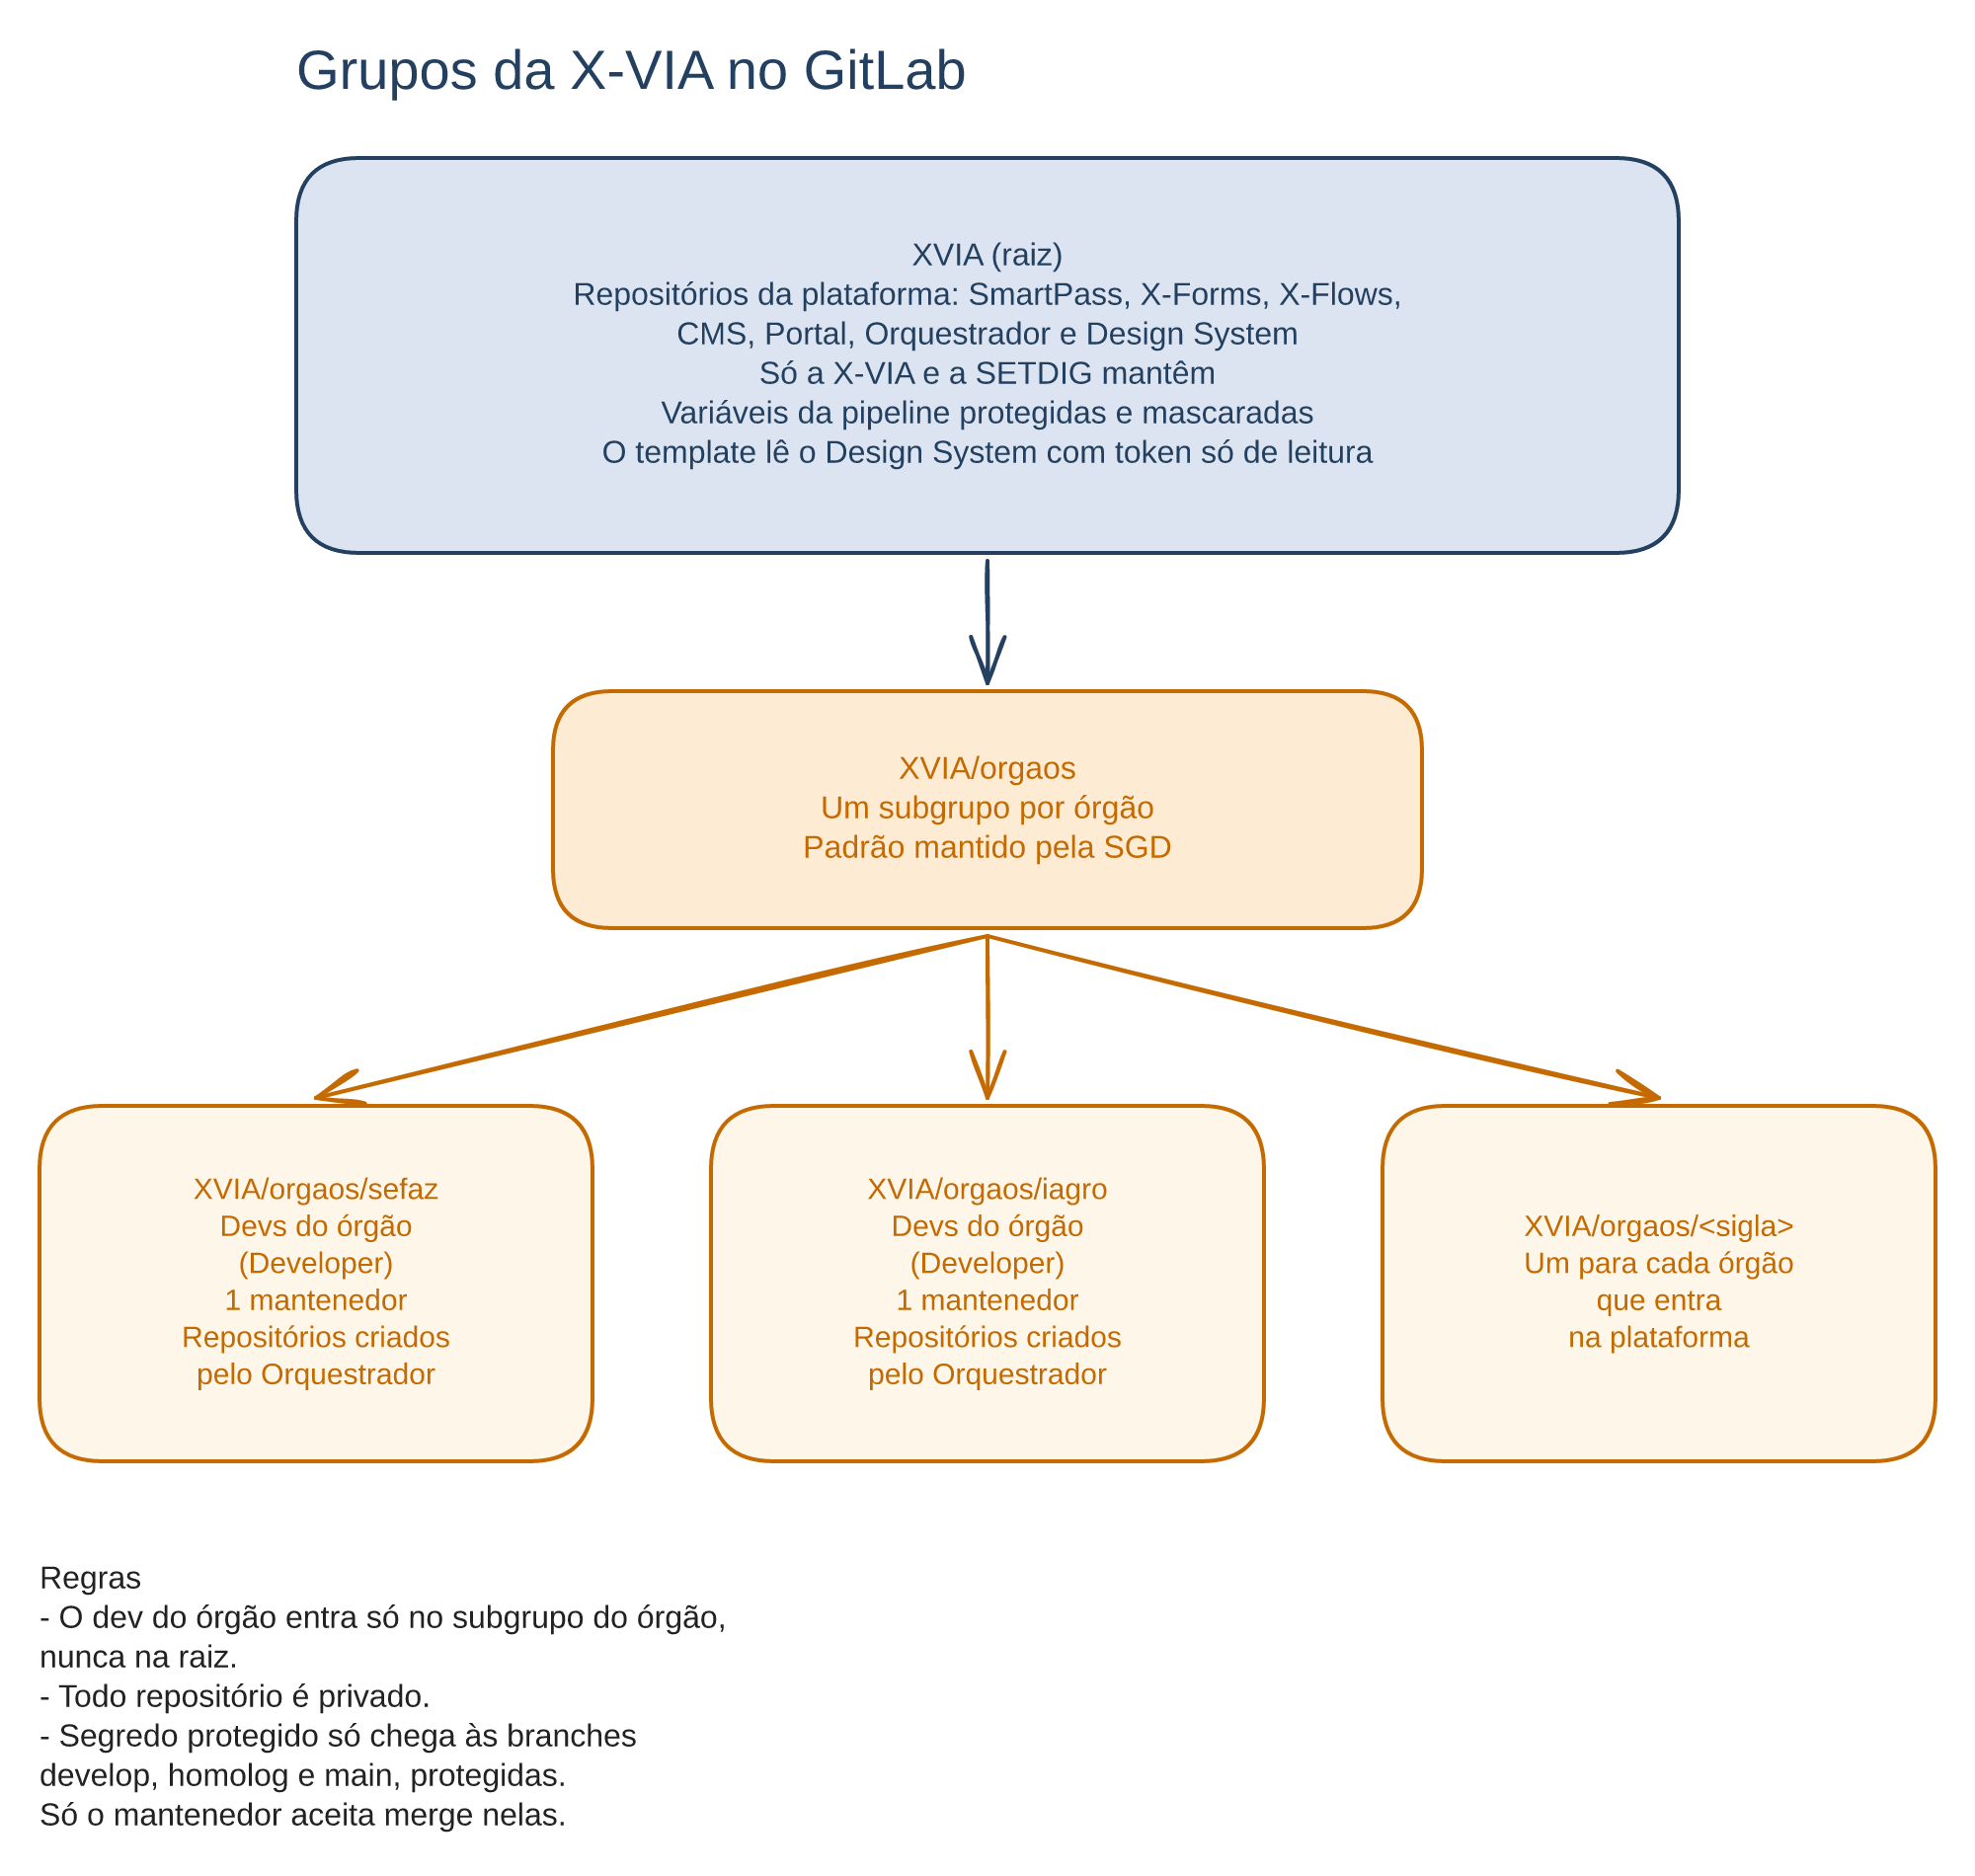 Grupos da X-VIA no GitLab
XVIA (raiz)
Repositórios da plataforma: SmartPass, X-Forms, X-Flows,
CMS, Portal, Orquestrador e Design System
Só a X-VIA e a SETDIG mantêm
Variáveis da pipeline protegidas e mascaradas
O template lê o Design System com token só de leitura
XVIA/orgaos
Um subgrupo por órgão
Padrão mantido pela SGD
XVIA/orgaos/sefaz
Devs do órgão
(Developer)
1 mantenedor
Repositórios criados
pelo Orquestrador
XVIA/orgaos/iagro
Devs do órgão
(Developer)
1 mantenedor
Repositórios criados
pelo Orquestrador
XVIA/orgaos/<sigla>
Um para cada órgão
que entra
na plataforma
Regras
- O dev do órgão entra só no subgrupo do órgão,
nunca na raiz.
- Todo repositório é privado.
- Segredo protegido só chega às branches
develop, homolog e main, protegidas.
Só o mantenedor aceita merge nelas.